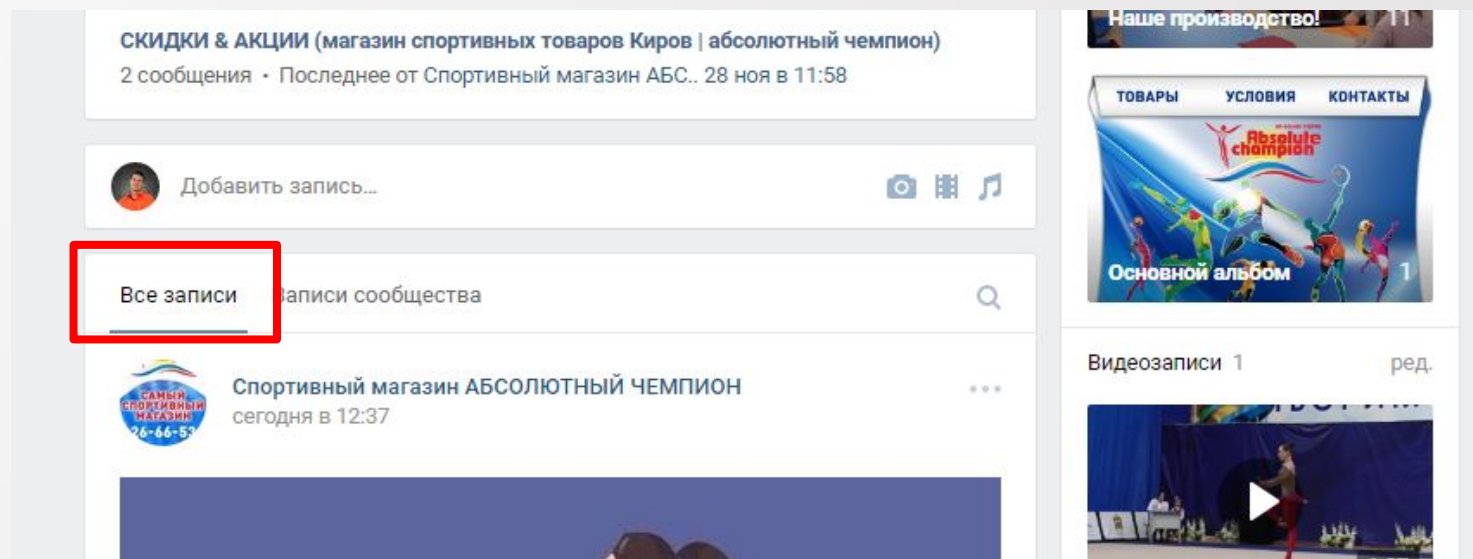 СКИДКИ & АКЦИИ (магазин спортивных товаров Киров | абсолютный чемпион)
2 сообщения · Последнее от Спортивный магазин АБС.. 28 ноя в 11:58
Добавить запись...
Все записи
Записи сообщества
Спортивный магазин АБСОЛЮТНЫЙ ЧЕМПИОН
сегодня в 12:37
САМЫЙ
СПОРТИВНЫЙ
МАГАЗИН
26-66-53
Наше производство! 11
ТОВАРЫ УСЛОВИЯ КОНТАКТЫ
Absolute
champion
Основной альбом 1
Видеозаписи 1 ред.